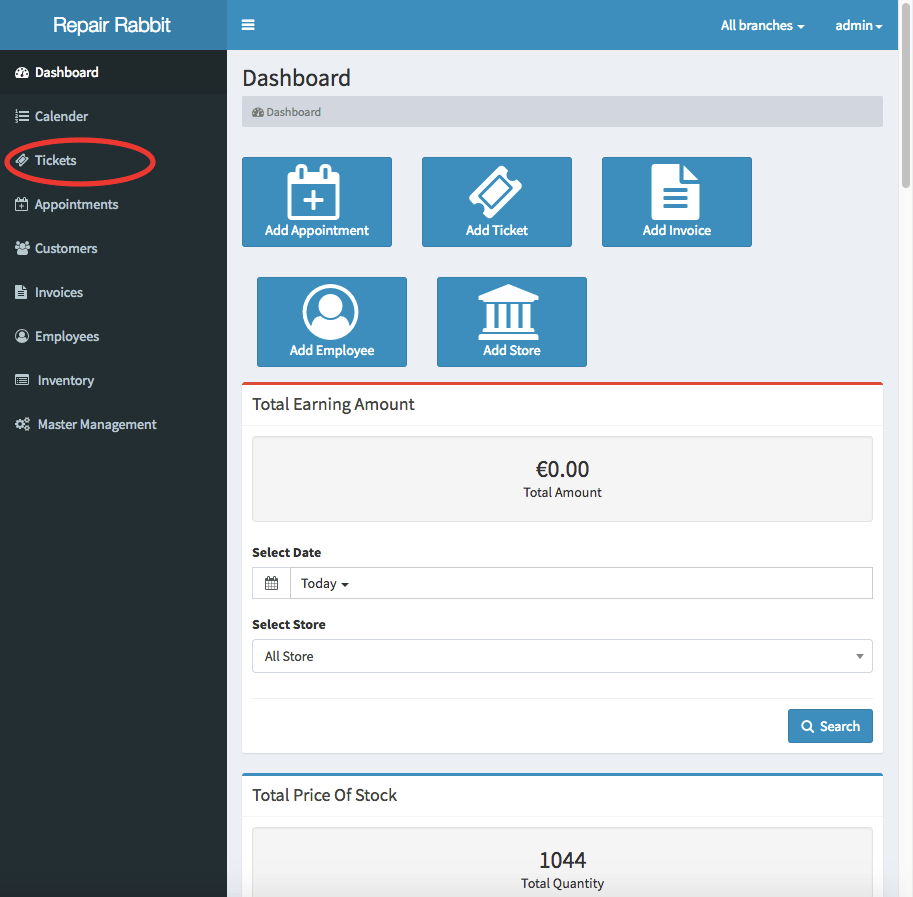 Repair Rabbit
All branches
admin
Dashboard
Calender
Tickets
Appointments
Customers
Invoices
Employees
Inventory
Master Management
Dashboard
Dashboard
Add Appointment
Add Ticket
Add Invoice
Add Employee
Add Store
Total Earning Amount
€0.00
Total Amount
Select Date
Today
Select Store
All Store
Search
Total Price Of Stock
1044
Total Quantity